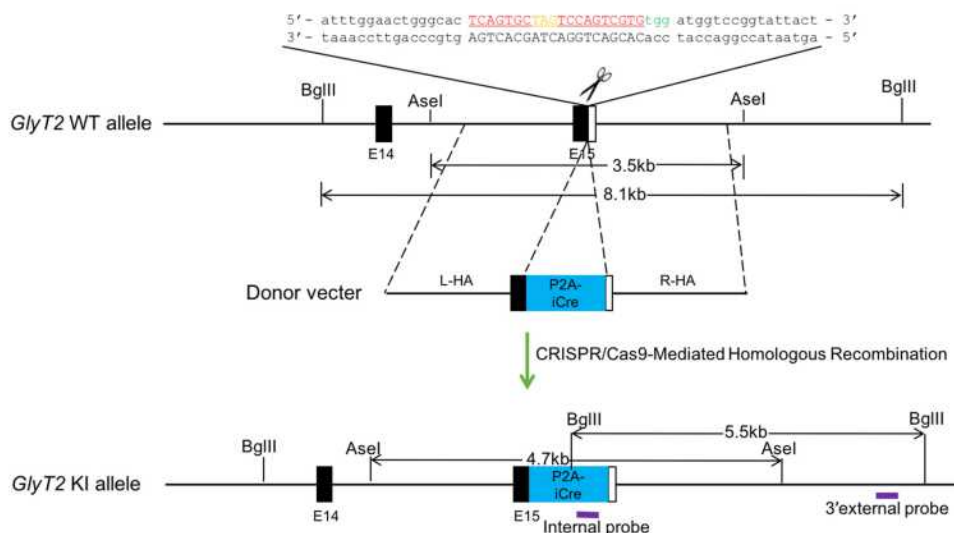 5′- atttggaactgggcac TCAGTGCTAGTCCAGTCGTGtgg atggtccggtattact - 3′
3′- taaaccttgacccgtg AGTCACGATCAGGTCAGCACacc taccaggccataatga - 5′
BglII
AseI
AseI
BglII
GlyT2 WT allele
E14
E15
3.5kb
8.1kb
Donor vecter
L-HA
P2A-
iCre
R-HA
CRISPR/Cas9-Mediated Homologous Recombination
BglII
BglII
5.5kb
BglII
AseI
AseI
4.7kb
GlyT2 KI allele
P2A-
iCre
E14
E15
Internal probe
3′external probe